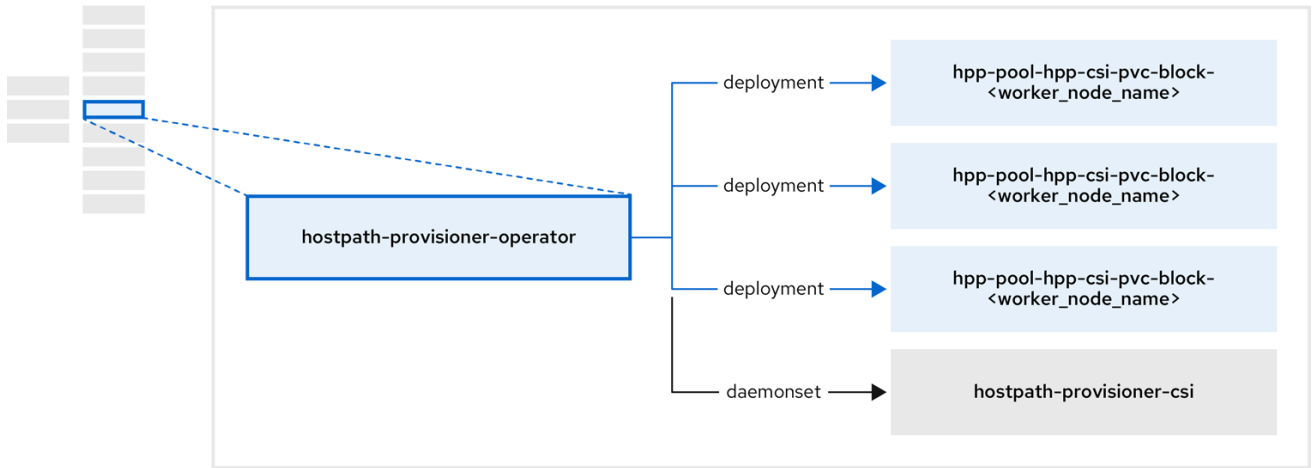 deployment
hpp-pool-hpp-csi-pvc-block-
<worker_node_name>
deployment
hpp-pool-hpp-csi-pvc-block-
<worker_node_name>
hostpath-provisioner-operator
deployment
hpp-pool-hpp-csi-pvc-block-
<worker_node_name>
daemonset
hostpath-provisioner-csi